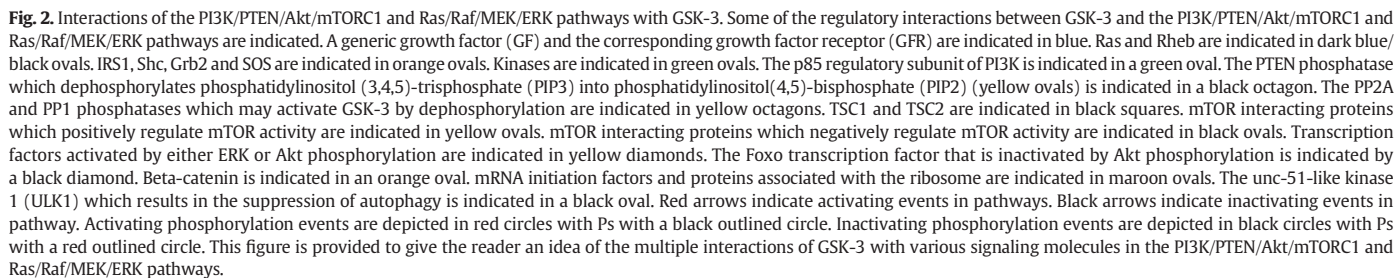 Fig. 2. Interactions of the PI3K/PTEN/Akt/mTORC1 and Ras/Raf/MEK/ERK pathways with GSK-3. Some of the regulatory interactions between GSK-3 and the PI3K/PTEN/Akt/mTORC1 and
Ras/Raf/MEK/ERK pathways are indicated. A generic growth factor (GF) and the corresponding growth factor receptor (GFR) are indicated in blue. Ras and Rheb are indicated in dark blue/
black ovals. IRS1, Shc, Grb2 and SOS are indicated in orange ovals. Kinases are indicated in green ovals. The p85 regulatory subunit of PI3K is indicated in a green oval. The PTEN phosphatase
which dephosphorylates phosphatidylinositol (3,4,5)-trisphosphate (PIP3) into phosphatidylinositol(4,5)-bisphosphate (PIP2) (yellow ovals) is indicated in a black octagon. The PP2A
and PP1 phosphatases which may activate GSK-3 by dephosphorylation are indicated in yellow octagons. TSC1 and TSC2 are indicated in black squares. mTOR interacting proteins
which positively regulate mTOR activity are indicated in yellow ovals. mTOR interacting proteins which negatively regulate mTOR activity are indicated in black ovals. Transcription
factors activated by either ERK or Akt phosphorylation are indicated in yellow diamonds. The Foxo transcription factor that is inactivated by Akt phosphorylation is indicated by
a black diamond. Beta-catenin is indicated in an orange oval. mRNA initiation factors and proteins associated with the ribosome are indicated in maroon ovals. The unc-51-like kinase
1 (ULK1) which results in the suppression of autophagy is indicated in a black oval. Red arrows indicate activating events in pathways. Black arrows indicate inactivating events in
pathway. Activating phosphorylation events are depicted in red circles with Ps with a black outlined circle. Inactivating phosphorylation events are depicted in black circles with Ps
with a red outlined circle. This figure is provided to give the reader an idea of the multiple interactions of GSK-3 with various signaling molecules in the PI3K/PTEN/Akt/mTORC1 and
Ras/Raf/MEK/ERK pathways.